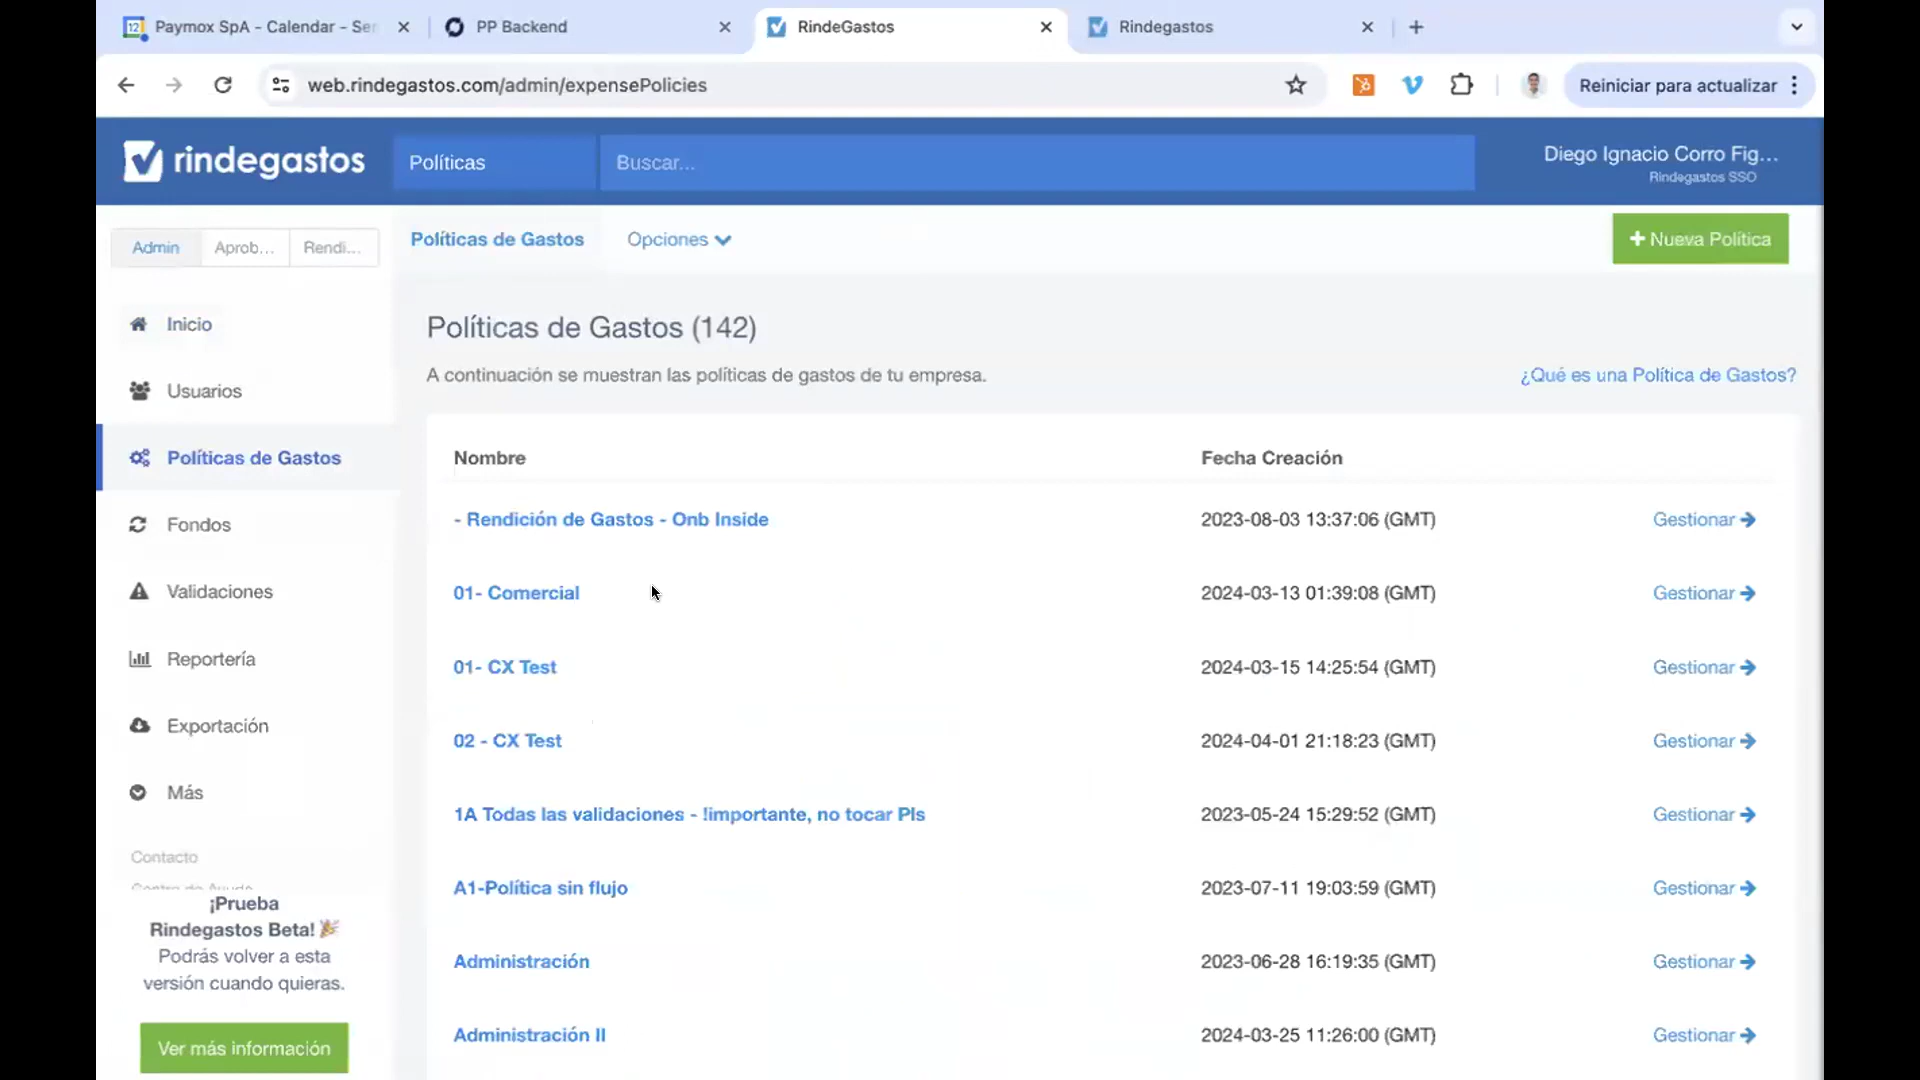 Paymox SpA - Calendar - Ser
PP Backend
RindeGastos
Rindegastos
web.rindegastos.com/admin/expensePolicies
Reiniciar para actualizar
rindegastos
Políticas
Buscar...
Diego Ignacio Corro Fig...
Rindegastos SSO
Admin
Aprob...
Rendi...
Políticas de Gastos
Opciones
+ Nueva Política
Inicio
Usuarios
Políticas de Gastos
Fondos
Validaciones
Reportería
Exportación
Más
Contacto
Centro de Ayuda
¡Prueba
Rindegastos Beta!
Podrás volver a esta
versión cuando quieras.
Ver más información
Políticas de Gastos (142)
A continuación se muestran las políticas de gastos de tu empresa.
¿Qué es una Política de Gastos?
Nombre
Fecha Creación
- Rendición de Gastos - Onb Inside
2023-08-03 13:37:06 (GMT)
Gestionar
01- Comercial
2024-03-13 01:39:08 (GMT)
Gestionar
01- CX Test
2024-03-15 14:25:54 (GMT)
Gestionar
02 - CX Test
2024-04-01 21:18:23 (GMT)
Gestionar
1A Todas las validaciones - !importante, no tocar Pls
2023-05-24 15:29:52 (GMT)
Gestionar
A1-Política sin flujo
2023-07-11 19:03:59 (GMT)
Gestionar
Administración
2023-06-28 16:19:35 (GMT)
Gestionar
Administración II
2024-03-25 11:26:00 (GMT)
Gestionar